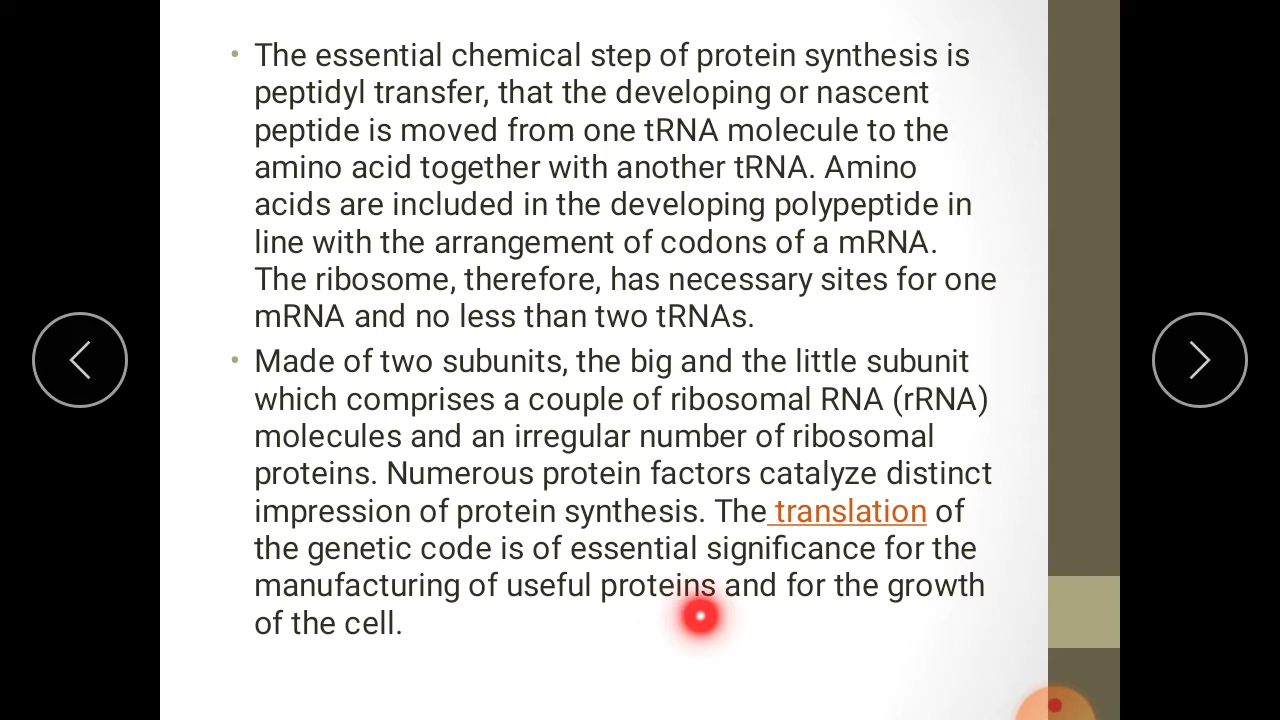 • The essential chemical step of protein synthesis is
peptidyl transfer, that the developing or nascent
peptide is moved from one tRNA molecule to the
amino acid together with another tRNA. Amino
acids are included in the developing polypeptide in
line with the arrangement of codons of a mRNA.
The ribosome, therefore, has necessary sites for one
mRNA and no less than two tRNAs.
• Made of two subunits, the big and the little subunit
which comprises a couple of ribosomal RNA (rRNA)
molecules and an irregular number of ribosomal
proteins. Numerous protein factors catalyze distinct
impression of protein synthesis. The translation of
the genetic code is of essential significance for the
manufacturing of useful proteins and for the growth
of the cell.